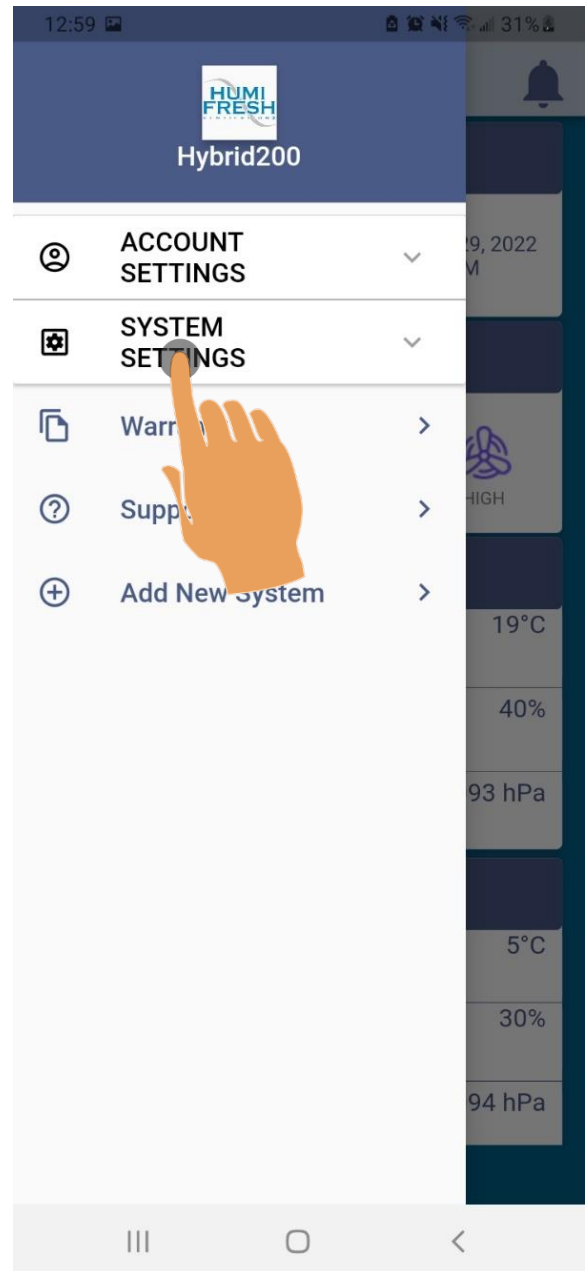 12:59
31%
HUMI
FRESH
Hybrid200
ACCOUNT
SETTINGS
29, 2022
M
SYSTEM
SETTINGS
HIGH
Add New System
19°C
40%
93 hPa
5°C
30%
94 hPa